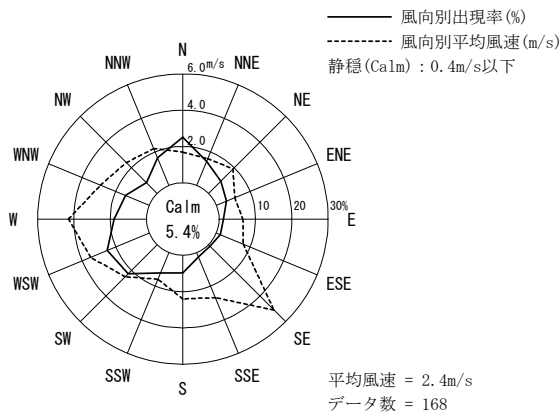 風向別出現率(%)
風向別平均風速(m/s)
静穏(Calm) : 0.4m/s以下
N
NNE
NE
ENE
E
ESE
SE
SSE
S
SSW
SW
WSW
W
WNW
NW
NNW
6.0 m/s
4.0
2.0
10
20
30%
Calm
5.4%
平均風速 = 2.4m/s
データ数 = 168